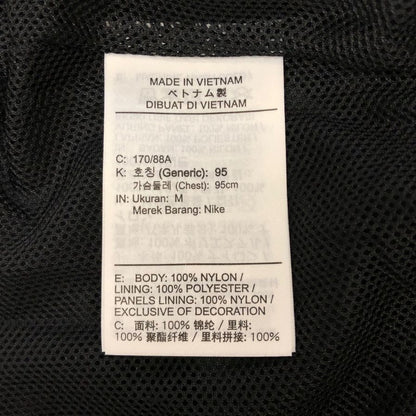 MADE IN VIETNAM
ベトナム製
DIBUAT DI VIETNAM
C: 170/88A
K: 호칭 (Generic): 95
가슴둘레 (Chest): 95cm
IN: Ukuran: M
Merek Barang: Nike
E: BODY: 100% NYLON /
LINING: 100% POLYESTER /
PANELS LINING: 100% NYLON /
EXCLUSIVE OF DECORATION
C: 面料: 100% 锦纶 / 里料:
100% 聚酯纤维 / 里料拼接: 100%